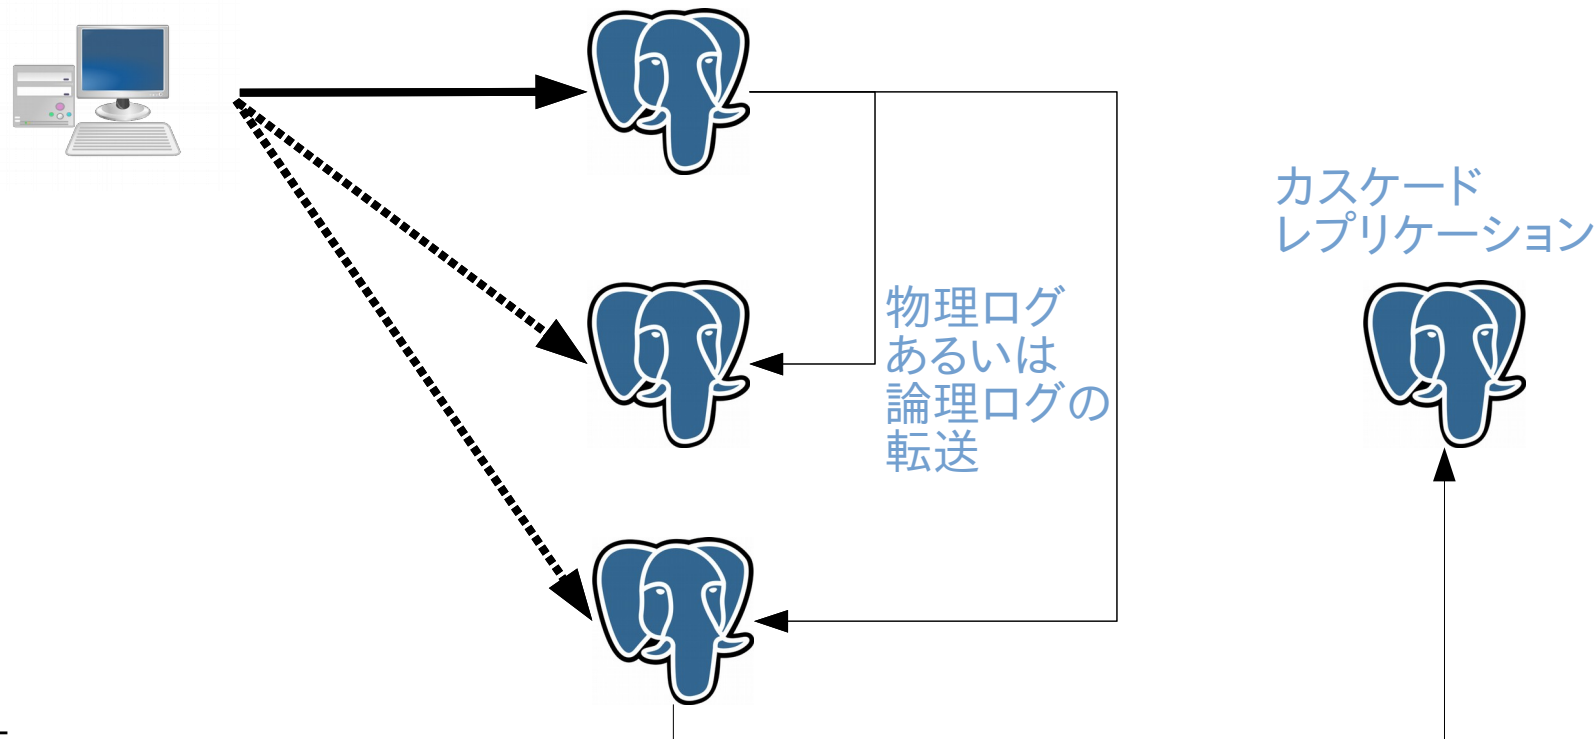 カスケード
レプリケーション
物理ログ
あるいは
論理ログの
転送